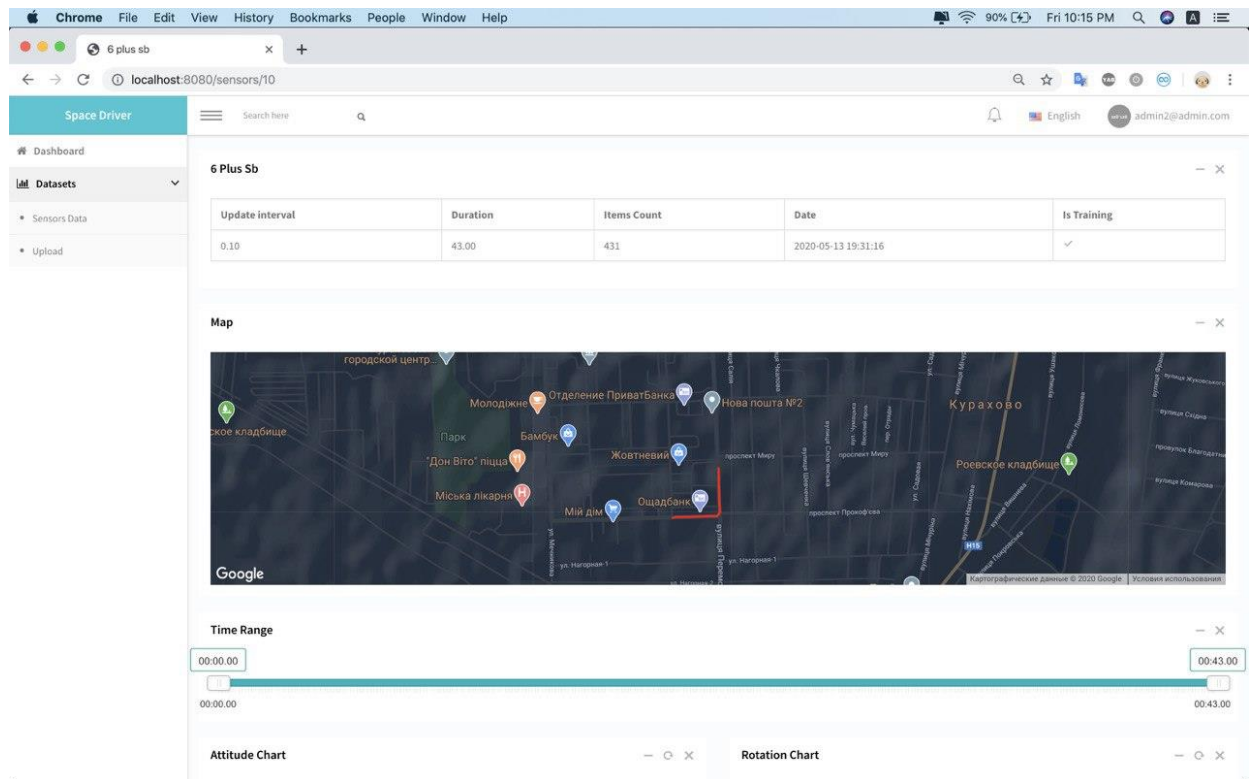 Chrome File Edit View History Bookmarks People Window Help 90% Fri 10:15 PM
6 plus sb
localhost:8080/sensors/10
Space Driver
Search here
English
admin2@admin.com
Dashboard
Datasets
Sensors Data
Upload
6 Plus Sb
Update interval Duration Items Count Date Is Training
0.10 43.00 431 2020-05-13 19:31:16
Map
городской центр
Молодіжне
Отделение ПриватБанка
Нова пошта №2
Курахово
ское кладбище
Парк
Бамбук
"Дон Віто" піцца
Жовтневий
проспект Миру
проспект Миру
Роевское кладбище
Міська лікарня
Мій дім
Ощадбанк
проспект Прокоф'єва
ул. Нагорная-1
ул. Нагорная-1
H15
Google
Картографические данные © 2020 Google
Условия использования
Time Range
00:00.00 00:43.00
00:00.00 00:43.00
Attitude Chart
Rotation Chart